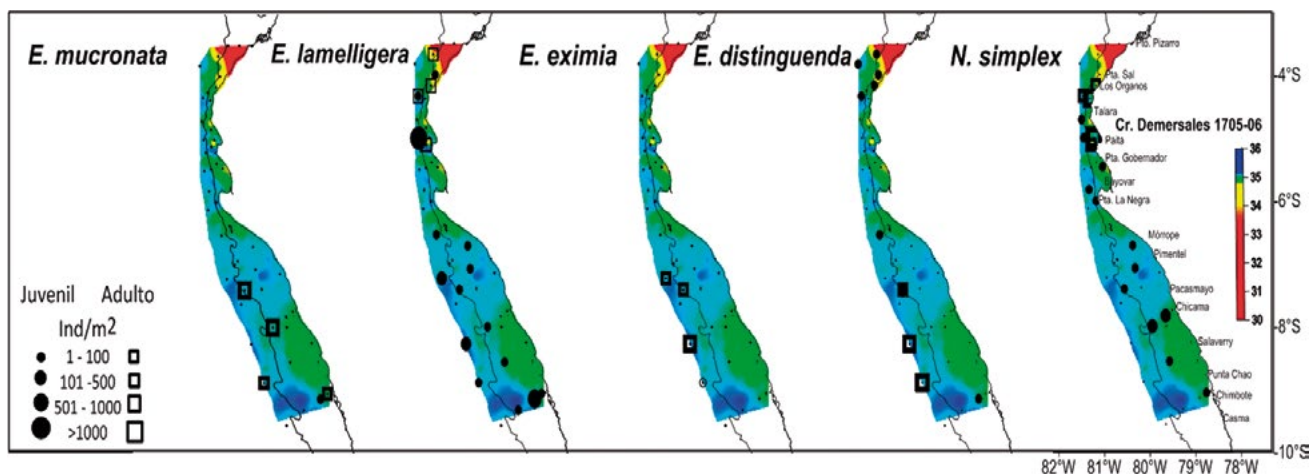 E. mucronata
E. lamelligera
E. eximia
E. distinguenda
N. simplex
Pto. Pizarro
4°S
Pta. Sal
Los Organos
Talara
Cr. Demersales 1705-06
Paita
Pta. Gobernador
Pta. La Negra
6°S
Mórrope
Pimentel
Pacasmayo
Chicama
8°S
Salaverry
Punta Chao
Chimbote
Casma
10°S
36
35
34
33
32
31
30
Juvenil Adulto
Ind/m2
1 - 100
101 -500
501 - 1000
>1000
82°W 81°W 80°W 79°W 78°W